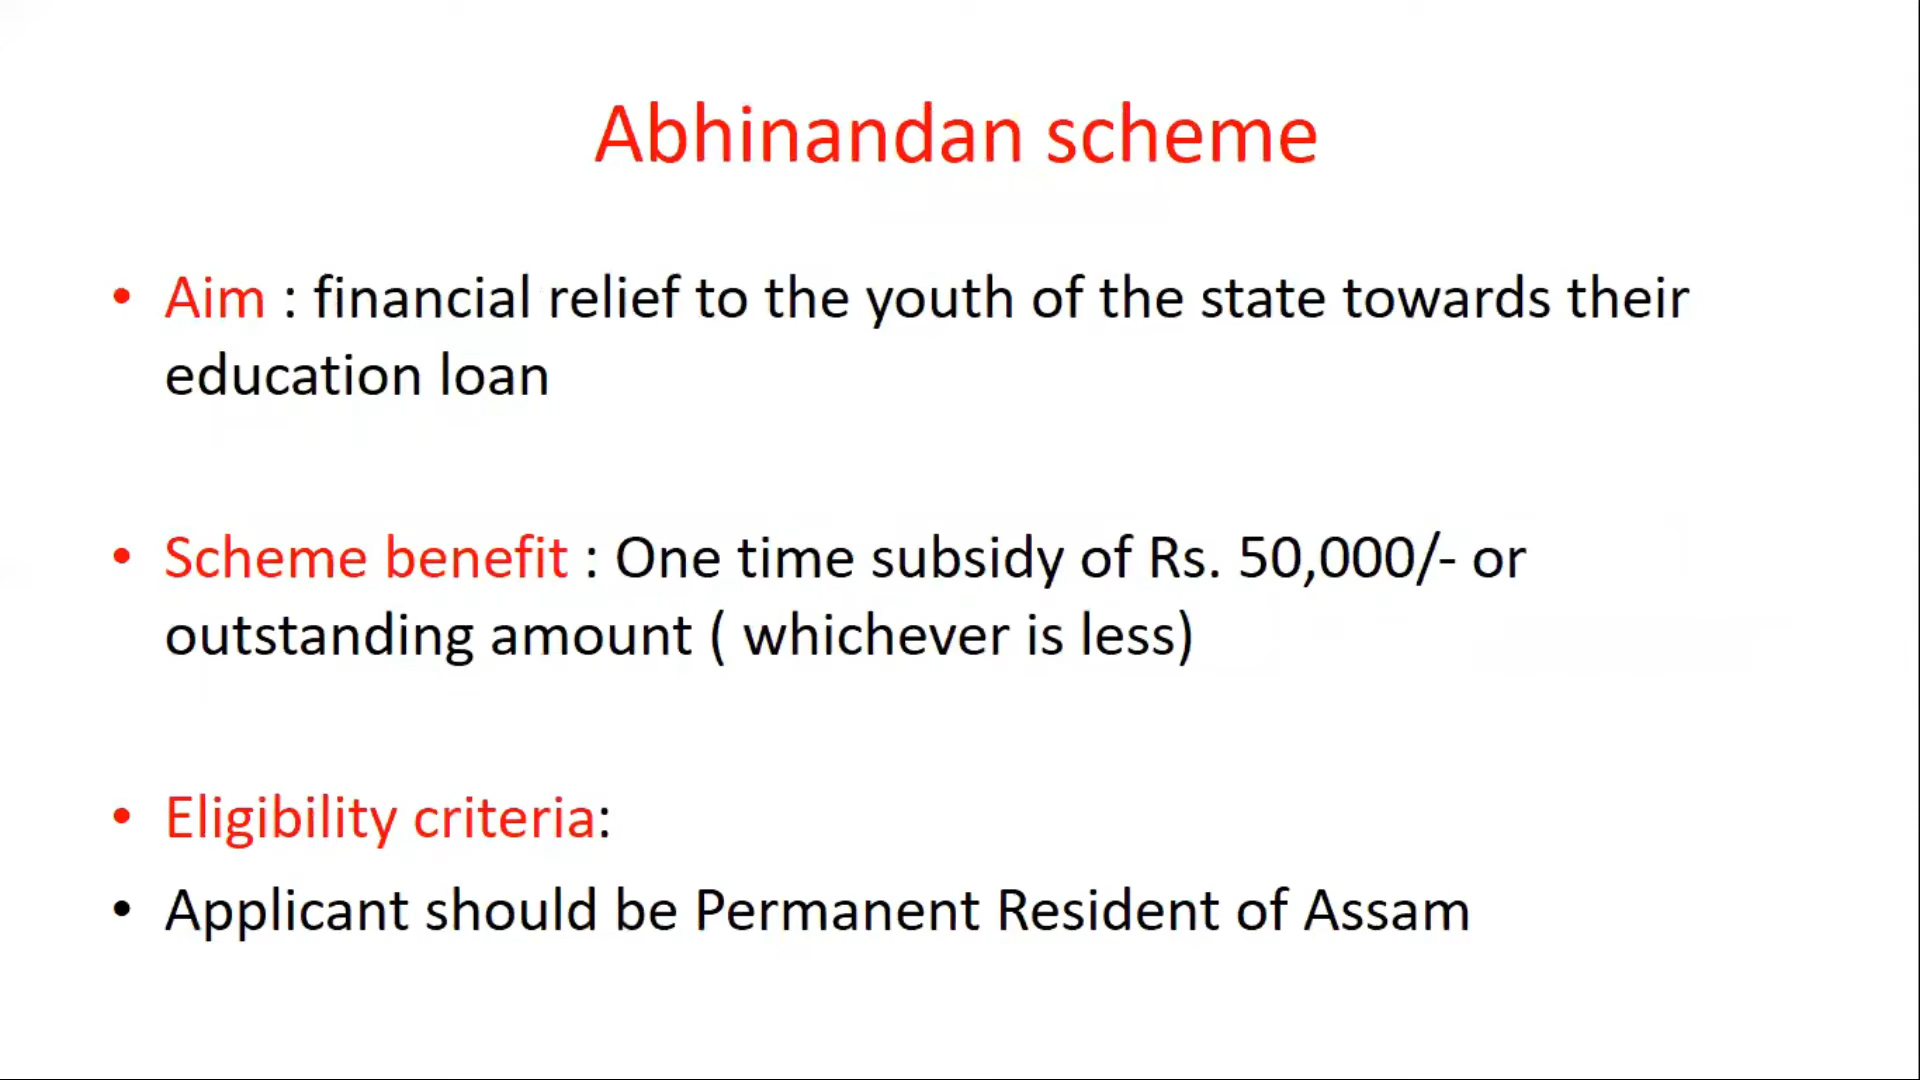 Abhinandan scheme
• Aim : financial relief to the youth of the state towards their
education loan
• Scheme benefit : One time subsidy of Rs. 50,000/- or
outstanding amount ( whichever is less)
• Eligibility criteria:
• Applicant should be Permanent Resident of Assam